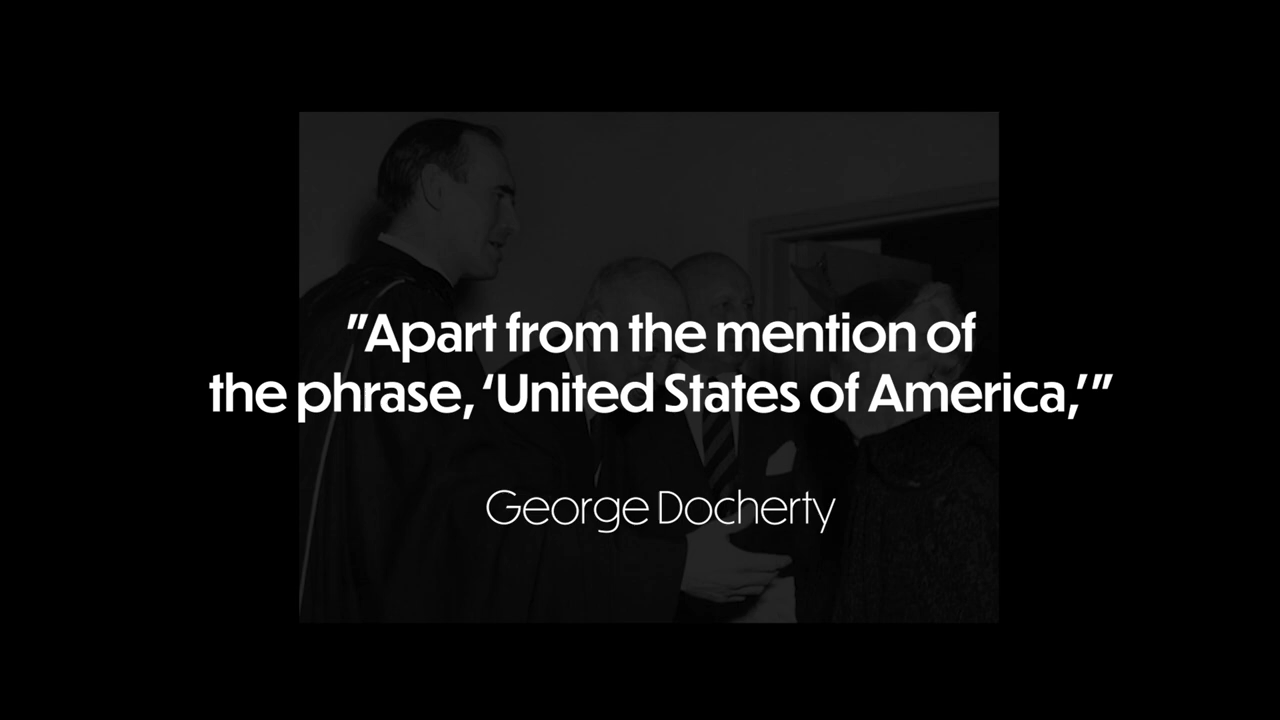 "Apart from the mention of
the phrase, ‘United States of America,’"
George Docherty